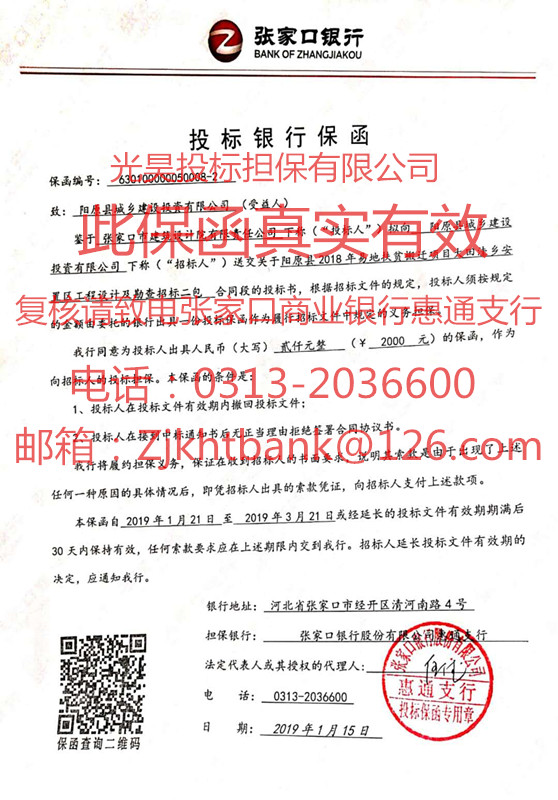 张家口银行
BANK OF ZHANGJIAKOU
投标银行保函
保函编号： 630100000050008-2
光昊投标担保有限公司
致： 阳原县城乡建设投资有限公司 （受益人）
此保函真实有效
鉴于 张家口市建筑设计院有限责任公司 下称（“投标人”）拟向 阳原县城乡建设
投资有限公司 下称（“招标人”）送交关于阳原县2018年易地扶贫搬迁项目大田洼乡安
置区工程设计及勘查招标二包 合同段的投标书，根据招标文件的规定，投标人须按规定
复核请致电张家口商业银行惠通支行
的金额由委托的银行出具一份投标保函作为履行招标文件中规定的义务担保。
我行同意为投标人出具人民币（大写） 贰仟元整 （￥ 2000 元）的保函，作为
向招标人的投标担保。本保函的条件是：
电话：0313-2036600
1、投标人在投标文件有效期内撤回投标文件；
2、投标人在接到中标通知书后无正当理由拒绝签署合同协议书。
邮箱：Zjkhtbank@126.com
我行将履约担保义务，保证在收到招标人的书面要求，说明其索款是由于出现了上述
任何一种原因的具体情况后，即凭招标人出具的索款凭证，向招标人支付上述款项。
本保函自 2019年1月21日 至 2019年3月21日或经延长的投标文件有效期期满后
30天内保持有效，任何索款要求应在上述期限内交到我行。招标人延长投标文件有效期的
决定，应通知我行。
银行地址： 河北省张家口市经开区清河南路4号
担保银行： 张家口银行股份有限公司惠通支行
法定代表人或其授权的代理人：
电 话： 0313-2036600
日 期： 2019年1月15日
张家口银行股份有限公司
惠通支行
投标保函专用章
保函查询二维码